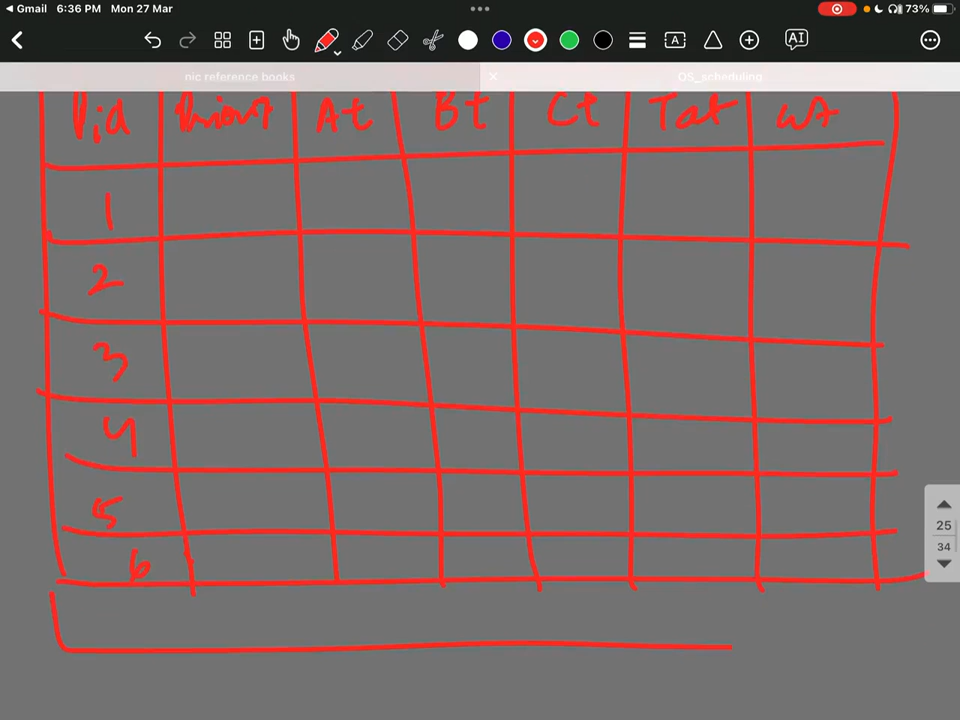 Gmail 6:36 PM Mon 27 Mar 73%
A AI
nic reference books OS_scheduling
Pid Priority At Bt Ct Tat Wt
1
2
3
4
5
6
25
34